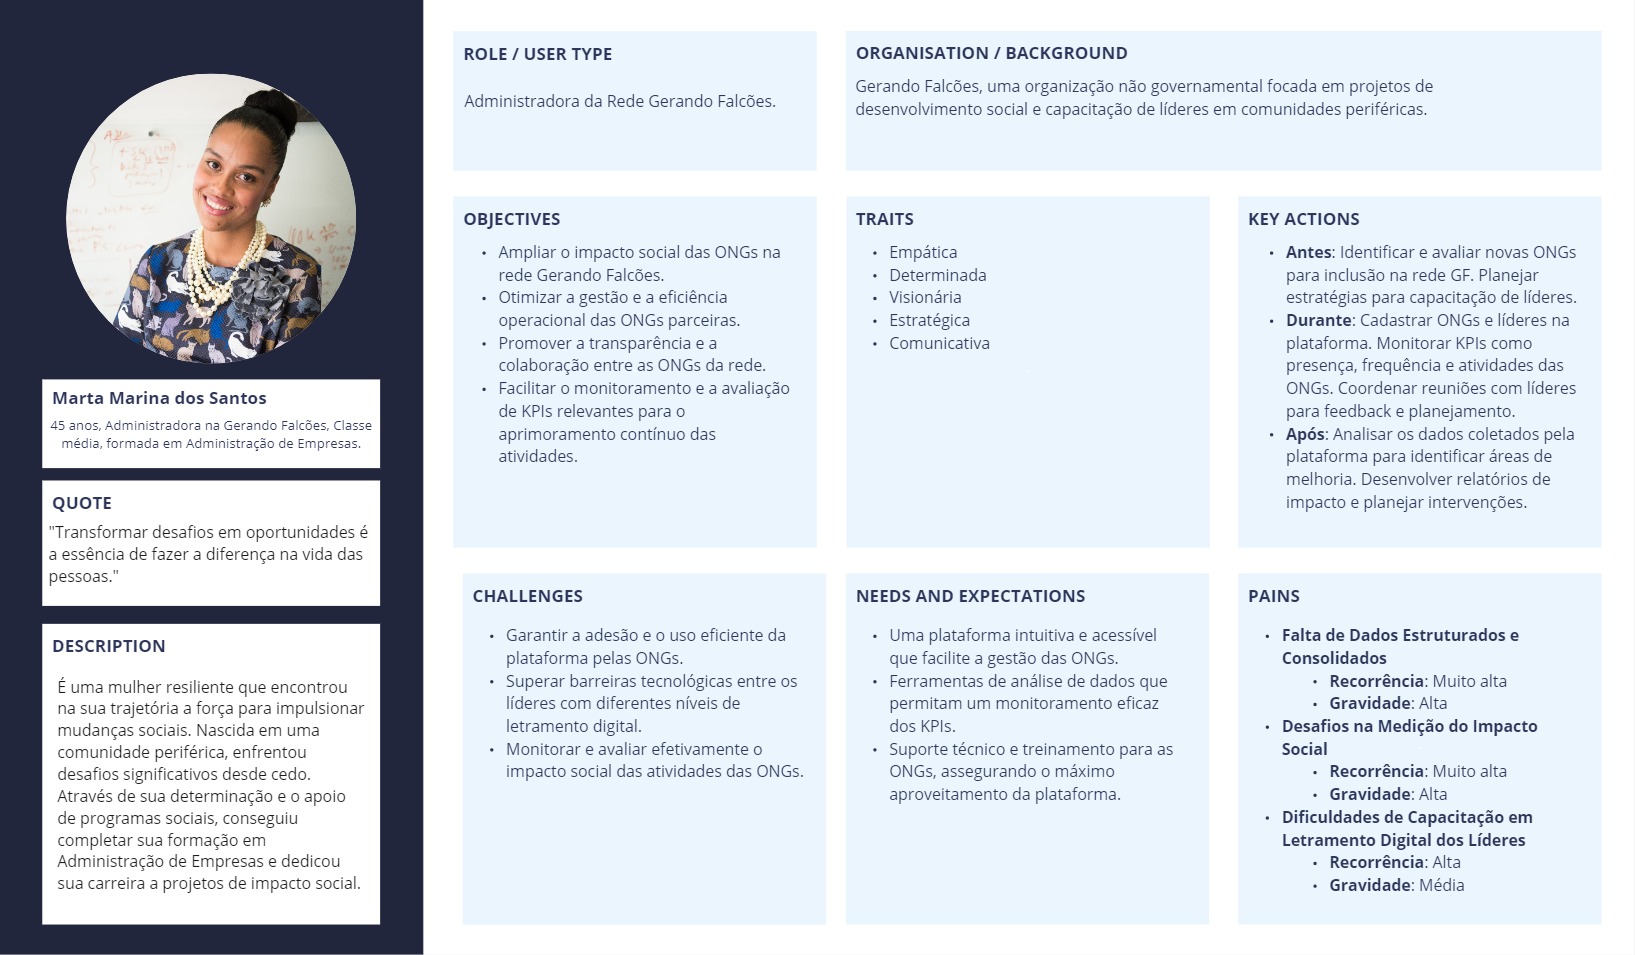 Marta Marina dos Santos
45 anos, Administradora na Gerando Falcões, Classe
média, formada em Administração de Empresas.
QUOTE
"Transformar desafios em oportunidades é
a essência de fazer a diferença na vida das
pessoas."
DESCRIPTION
É uma mulher resiliente que encontrou
na sua trajetória a força para impulsionar
mudanças sociais. Nascida em uma
comunidade periférica, enfrentou
desafios significativos desde cedo.
Através de sua determinação e o apoio
de programas sociais, conseguiu
completar sua formação em
Administração de Empresas e dedicou
sua carreira a projetos de impacto social.
ROLE / USER TYPE
Administradora da Rede Gerando Falcões.
ORGANISATION / BACKGROUND
Gerando Falcões, uma organização não governamental focada em projetos de
desenvolvimento social e capacitação de líderes em comunidades periféricas.
OBJECTIVES
• Ampliar o impacto social das ONGs na
rede Gerando Falcões.
• Otimizar a gestão e a eficiência
operacional das ONGs parceiras.
• Promover a transparência e a
colaboração entre as ONGs da rede.
• Facilitar o monitoramento e a avaliação
de KPIs relevantes para o
aprimoramento contínuo das
atividades.
TRAITS
• Empática
• Determinada
• Visionária
• Estratégica
• Comunicativa
KEY ACTIONS
• Antes: Identificar e avaliar novas ONGs
para inclusão na rede GF. Planejar
estratégias para capacitação de líderes.
• Durante: Cadastrar ONGs e líderes na
plataforma. Monitorar KPIs como
presença, frequência e atividades das
ONGs. Coordenar reuniões com líderes
para feedback e planejamento.
• Após: Analisar os dados coletados pela
plataforma para identificar áreas de
melhoria. Desenvolver relatórios de
impacto e planejar intervenções.
CHALLENGES
• Garantir a adesão e o uso eficiente da
plataforma pelas ONGs.
• Superar barreiras tecnológicas entre os
líderes com diferentes níveis de
letramento digital.
• Monitorar e avaliar efetivamente o
impacto social das atividades das ONGs.
NEEDS AND EXPECTATIONS
• Uma plataforma intuitiva e acessível
que facilite a gestão das ONGs.
• Ferramentas de análise de dados que
permitam um monitoramento eficaz
dos KPIs.
• Suporte técnico e treinamento para as
ONGs, assegurando o máximo
aproveitamento da plataforma.
PAINS
• Falta de Dados Estruturados e
Consolidados
• Recorrência: Muito alta
• Gravidade: Alta
• Desafios na Medição do Impacto
Social
• Recorrência: Muito alta
• Gravidade: Alta
• Dificuldades de Capacitação em
Letramento Digital dos Líderes
• Recorrência: Alta
• Gravidade: Média